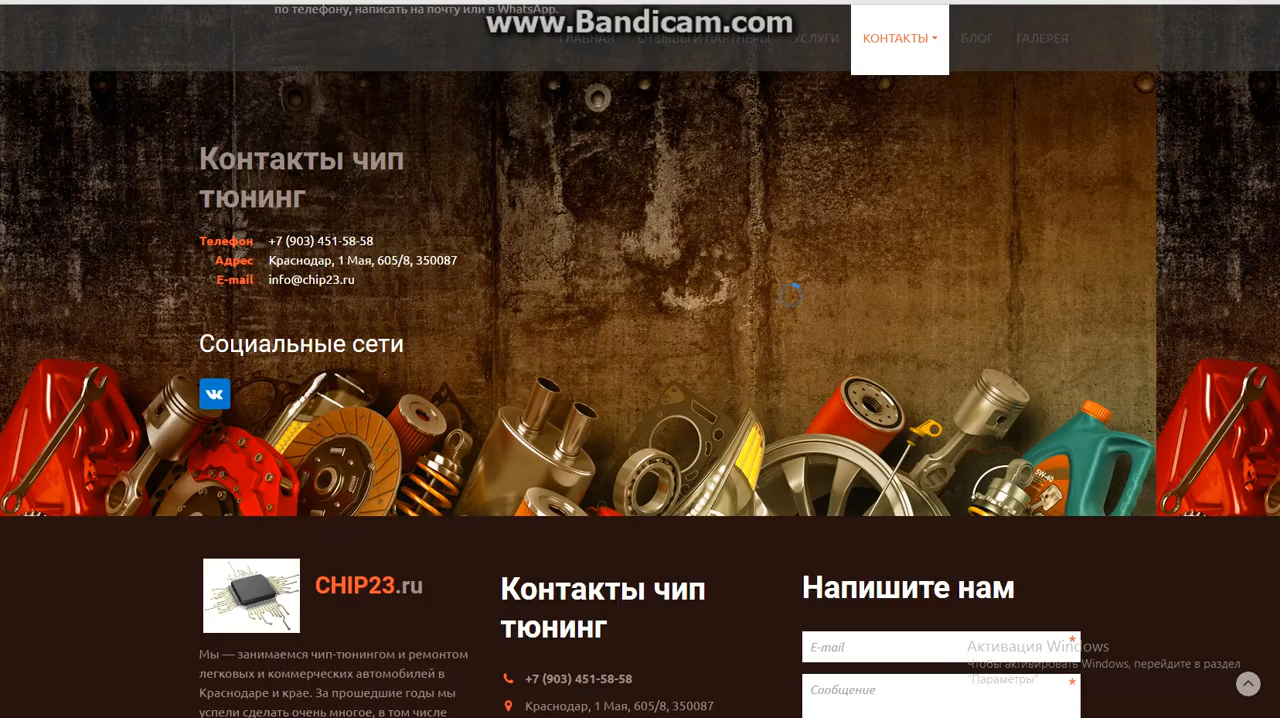 по телефону, написать на почту или в WhatsApp.
www.Bandicam.com
ГЛАВНАЯ ОТЗЫВЫ И ПАРТНЕРЫ УСЛУГИ КОНТАКТЫ БЛОГ ГАЛЕРЕЯ
Контакты чип
тюнинг
Телефон +7 (903) 451-58-58
Адрес Краснодар, 1 Мая, 605/8, 350087
E-mail info@chip23.ru
Социальные сети
5W-40
CHIP23.ru
Мы — занимаемся чип-тюнингом и ремонтом
легковых и коммерческих автомобилей в
Краснодаре и крае. За прошедшие годы мы
успели сделать очень многое, в том числе
Контакты чип
тюнинг
+7 (903) 451-58-58
Краснодар, 1 Мая, 605/8, 350087
Напишите нам
E-mail *
Сообщение *
Активация Windows
Чтобы активировать Windows, перейдите в раздел
"Параметры"